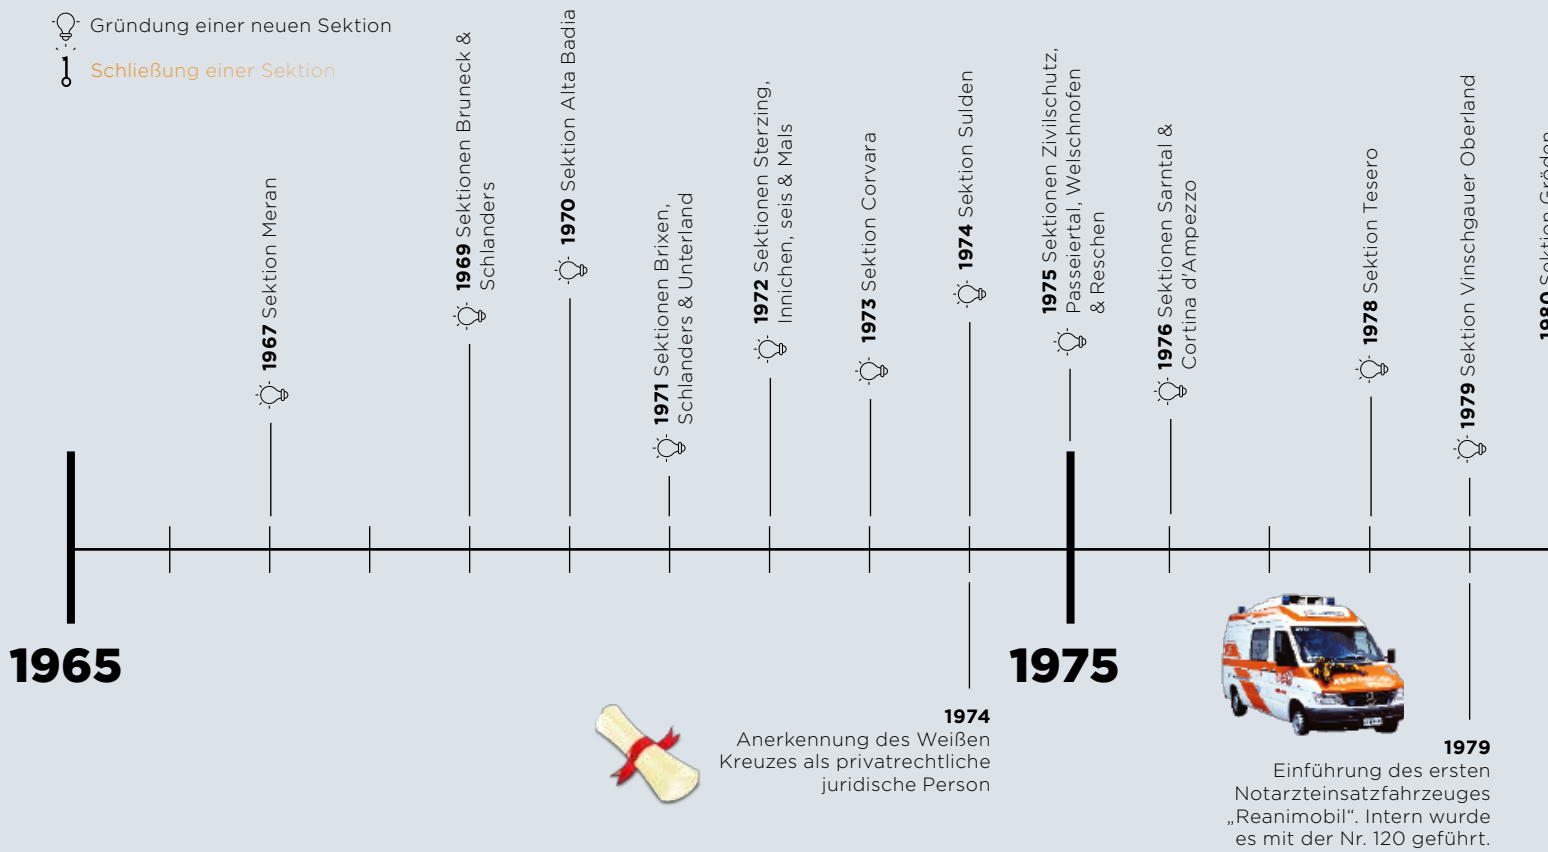 Gründung einer neuen Sektion
Schließung einer Sektion
1967 Sektion Meran
1969 Sektionen Bruneck &
Schlanders
1970 Sektion Alta Badia
1971 Sektionen Brixen,
Schlanders & Unterland
1972 Sektionen Sterzing,
Innichen, seis & Mals
1973 Sektion Corvara
1974 Sektion Sulden
1975 Sektionen Zivilschutz,
Passeiertal, Welschnofen
& Reschen
1976 Sektionen Sarntal &
Cortina d'Ampezzo
1978 Sektion Tesero
1979 Sektion Vinschgauer Oberland
1980 Sektion Gröden
1965
1975
1974
Anerkennung des Weißen
Kreuzes als privatrechtliche
juridische Person
1979
Einführung des ersten
Notarzteinsatzfahrzeuges
„Reanimobil“. Intern wurde
es mit der Nr. 120 geführt.